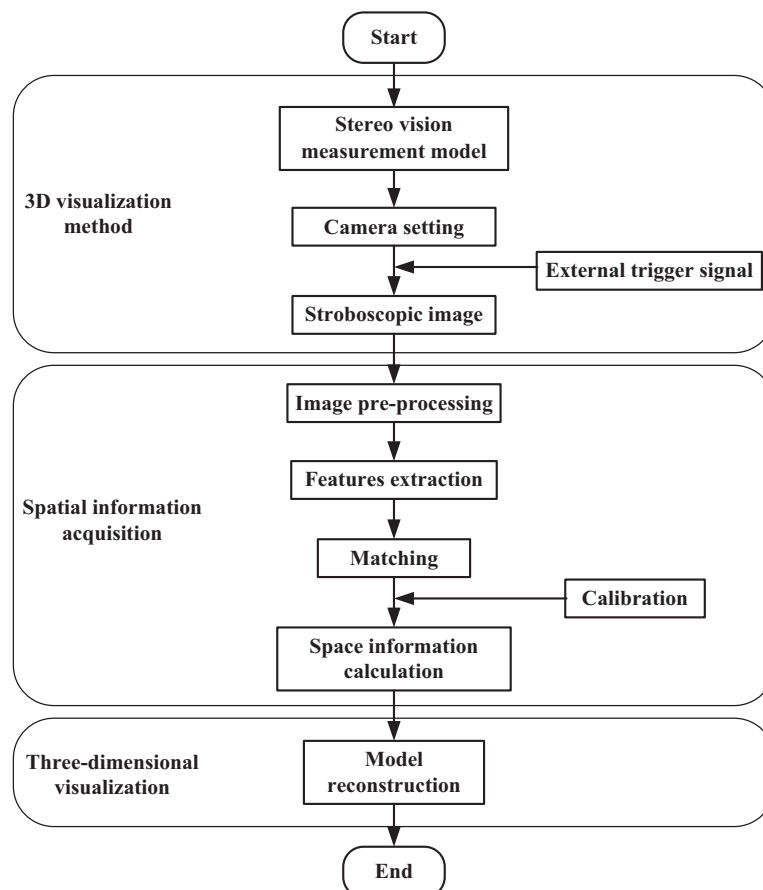 Start
Stereo vision
measurement model
3D visualization
method
Camera setting
External trigger signal
Stroboscopic image
Image pre-processing
Features extraction
Spatial information
acquisition
Matching
Calibration
Space information
calculation
Three-dimensional
visualization
Model
reconstruction
End